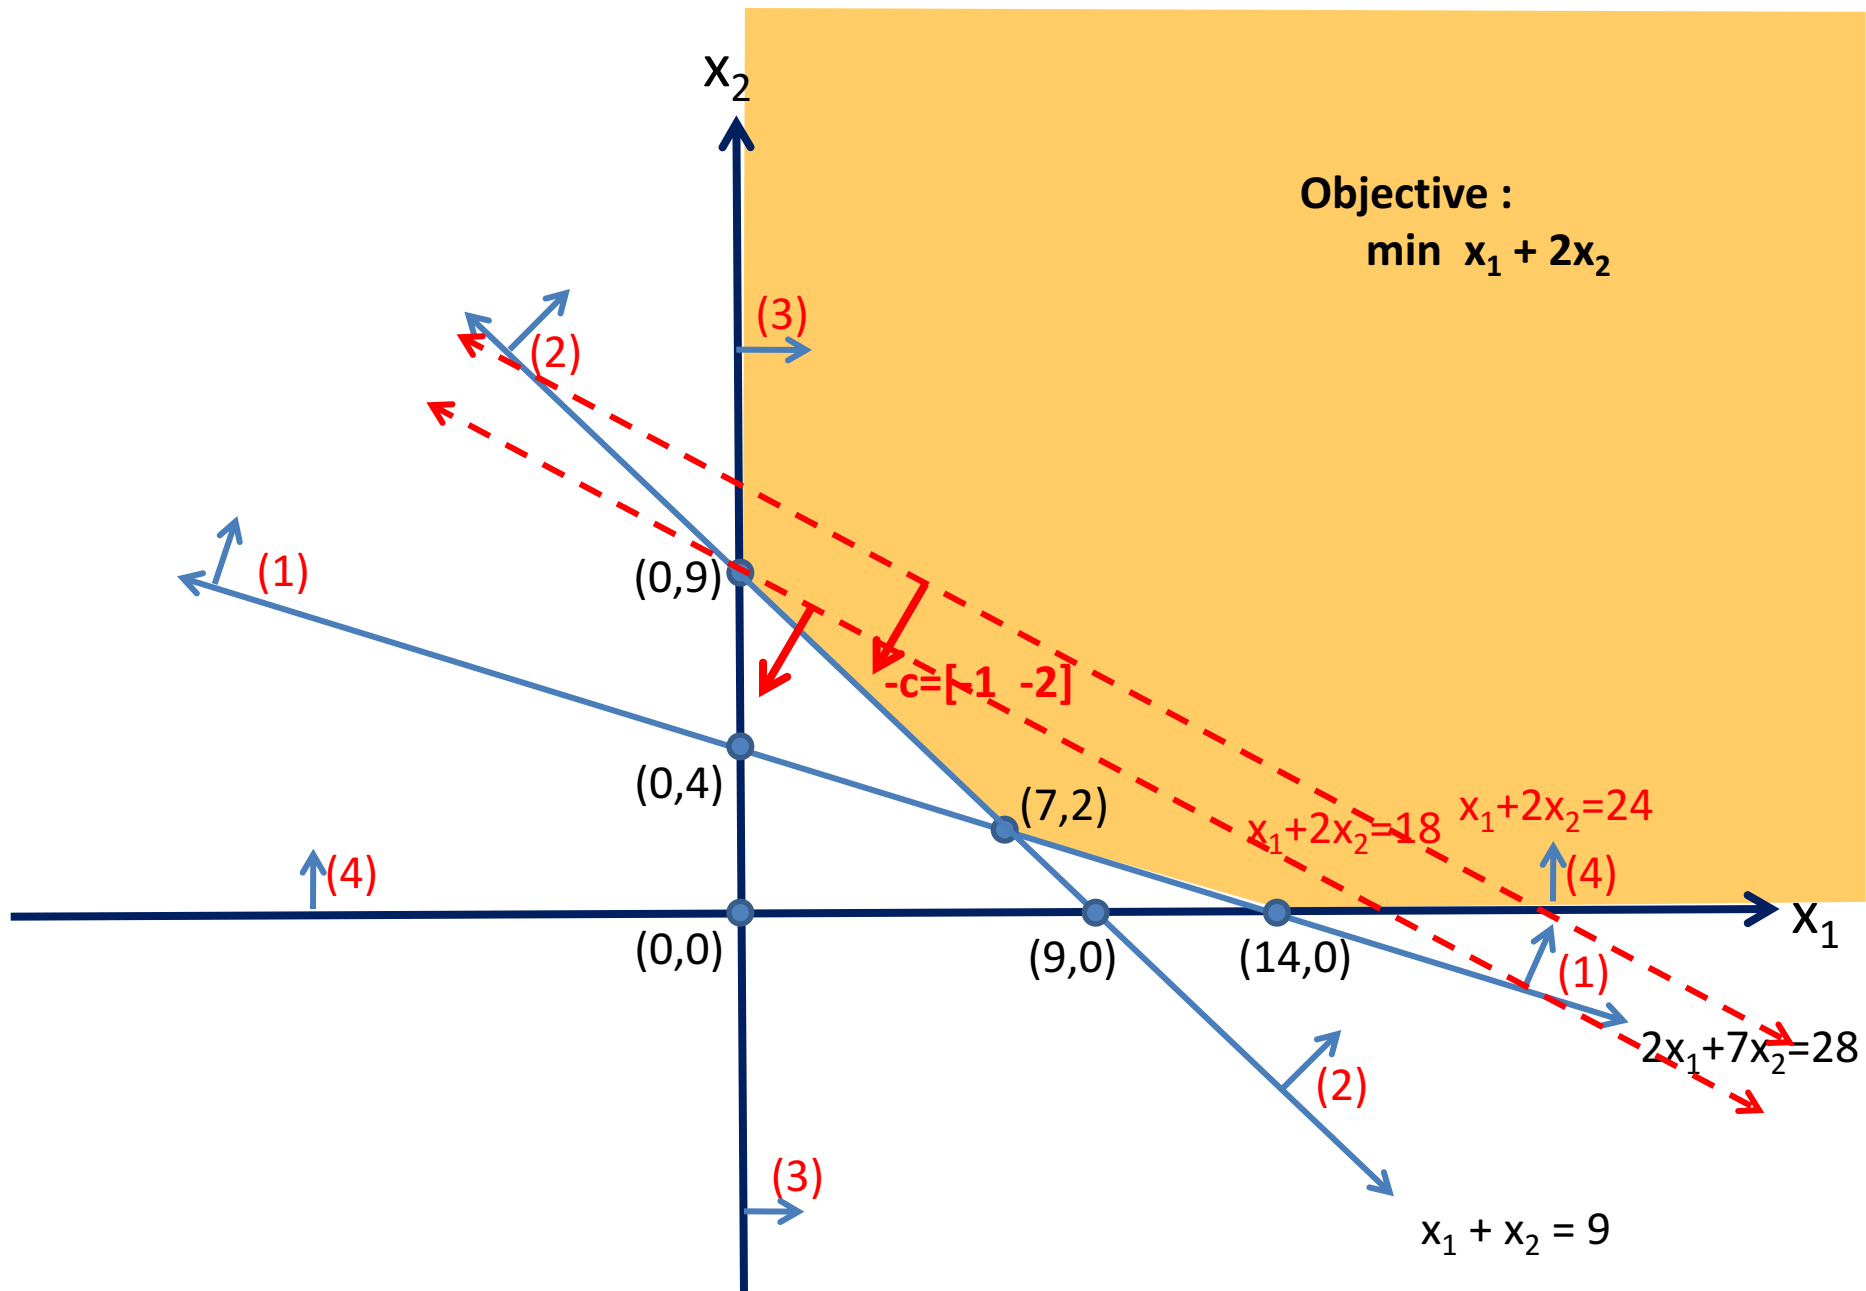 x₂
Objective :
min x₁ + 2x₂
(3)
(2)
(1)
(0,9)
-c=[-1 -2]
(0,4)
(7,2)
x₁+2x₂=18
x₁+2x₂=24
(4)
(4)
x₁
(0,0)
(9,0)
(14,0)
(1)
2x₁+7x₂=28
(2)
(3)
x₁ + x₂ = 9